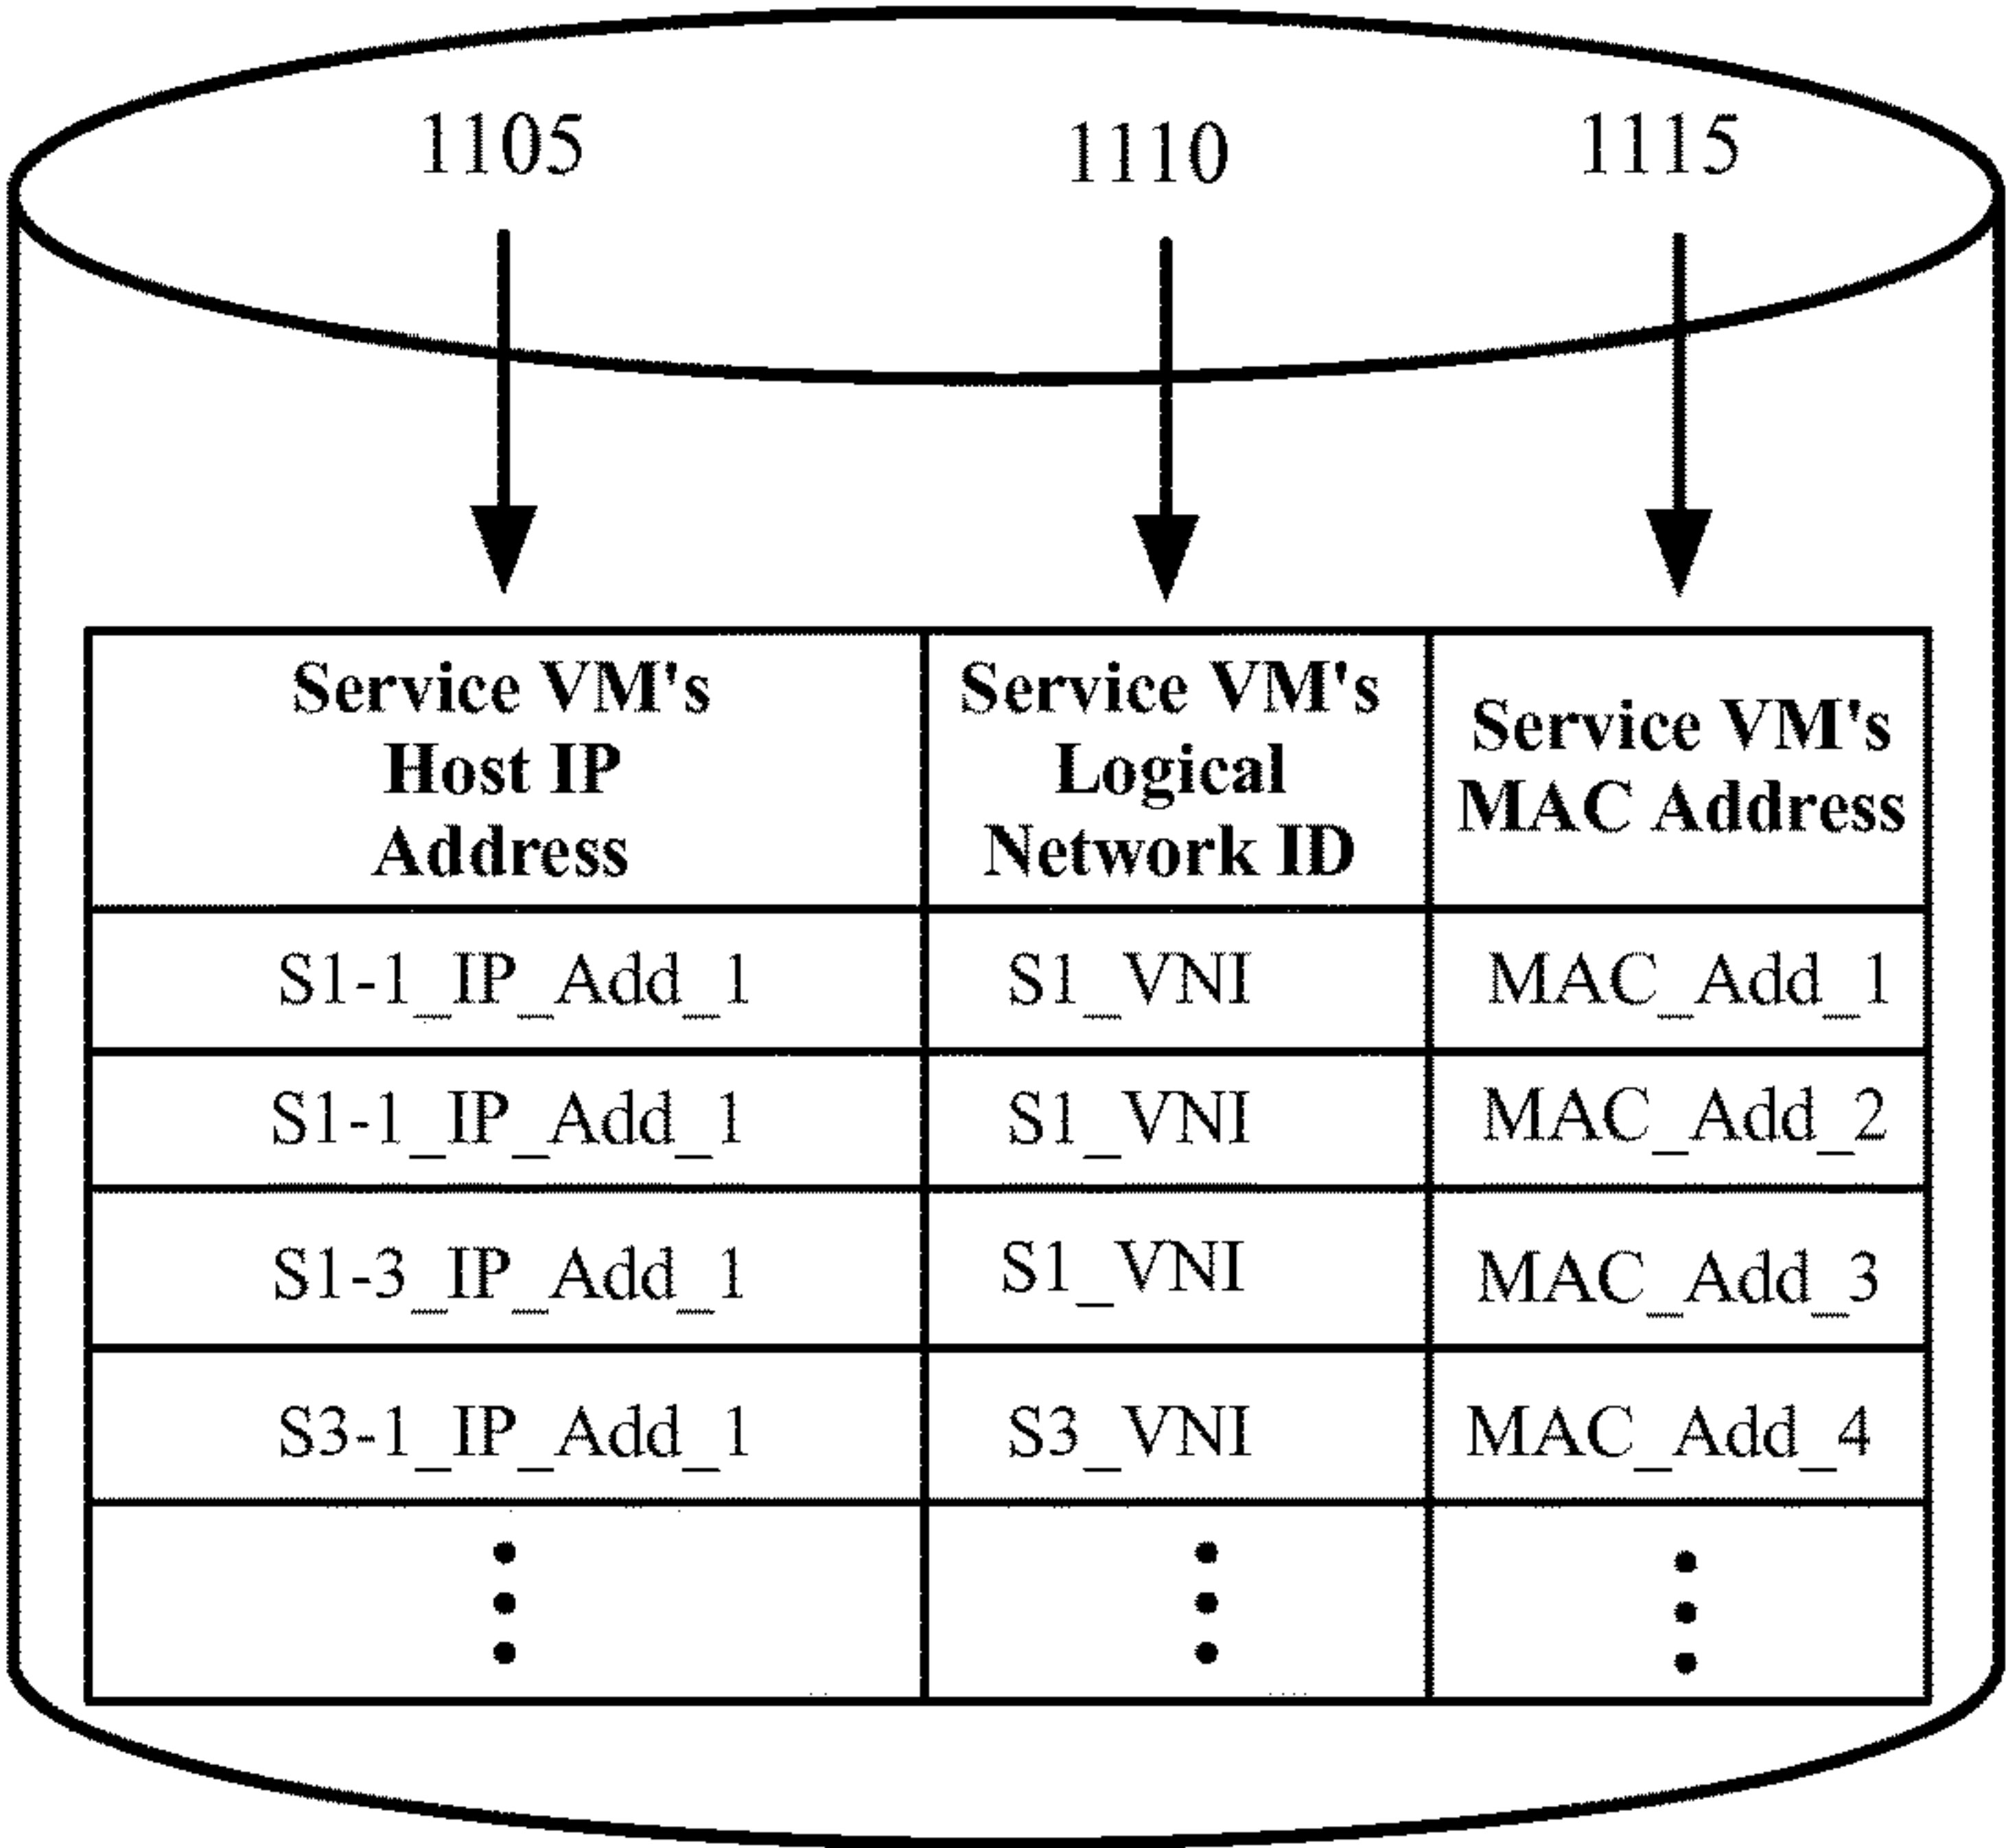 1105 1110 1115
Service VM's
Host IP
Address
Service VM's
Logical
Network ID
Service VM's
MAC Address
S1-1_IP_Add_1 S1_VNI MAC_Add_1
S1-1_IP_Add_1 S1_VNI MAC_Add_2
S1-3_IP_Add_1 S1_VNI MAC_Add_3
S3-1_IP_Add_1 S3_VNI MAC_Add_4